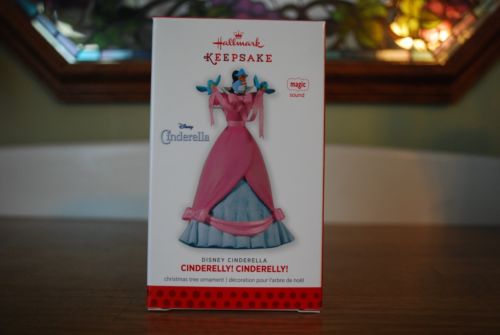 Hallmark
KEEPSAKE
magic
sound
Disney
Cinderella
DISNEY CINDERELLA
CINDERELLY! CINDERELLY!
christmas tree ornament | décoration pour l'arbre de noël